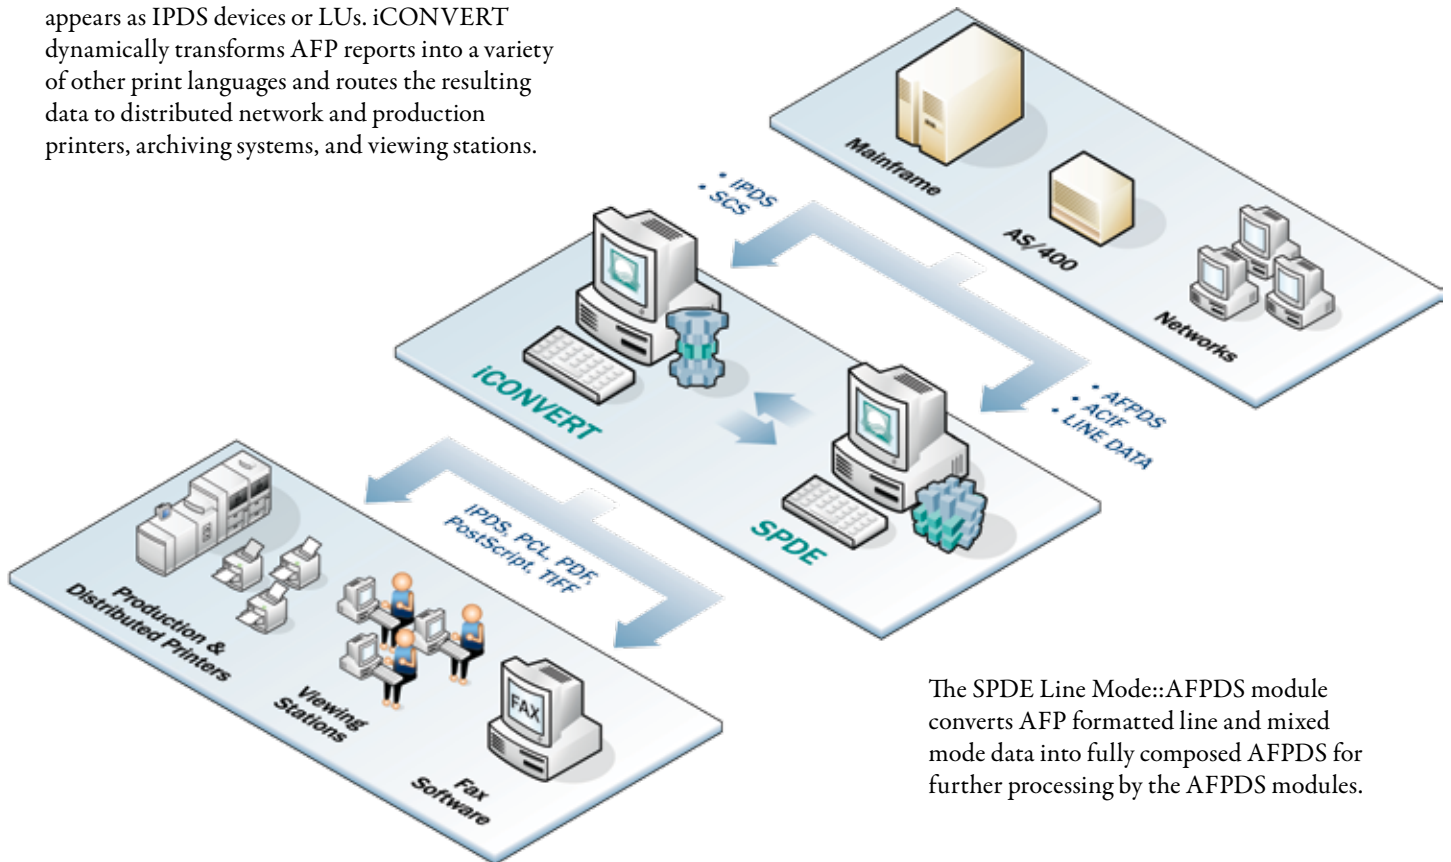 appears as IPDS devices or LUs. iCONVERT
dynamically transforms AFP reports into a variety
of other print languages and routes the resulting
data to distributed network and production
printers, archiving systems, and viewing stations.
Mainframe
AS/400
Networks
• IPDS
• SCS
• AFPDS
• ACIF
• LINE DATA
iCONVERT
SPDE
IPDS, PCL, PDF,
PostScript, TIFF
Production &
Distributed Printers
Viewing
Stations
FAX
Fax
Software
The SPDE Line Mode::AFPDS module
converts AFP formatted line and mixed
mode data into fully composed AFPDS for
further processing by the AFPDS modules.